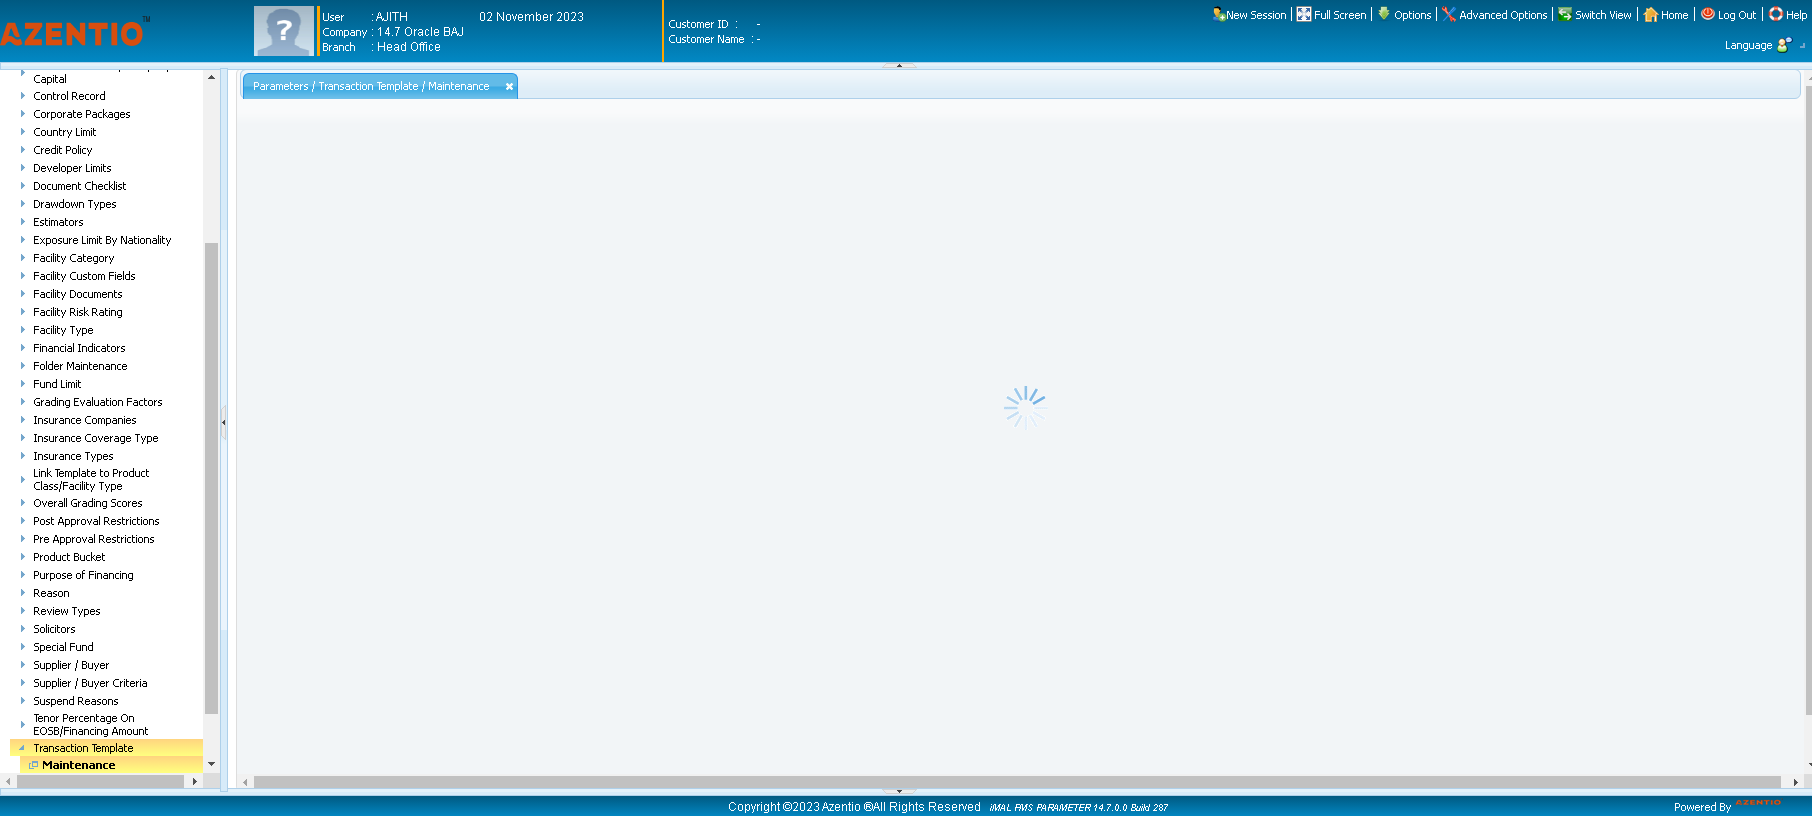 AZENTIO™
User : AJITH 02 November 2023
Company : 14.7 Oracle BAJ
Branch : Head Office
Customer ID : -
Customer Name : -
New Session | Full Screen | Options | Advanced Options | Switch View | Home | Log Out | Help
Language
Parameters / Transaction Template / Maintenance
Capital
Control Record
Corporate Packages
Country Limit
Credit Policy
Developer Limits
Document Checklist
Drawdown Types
Estimators
Exposure Limit By Nationality
Facility Category
Facility Custom Fields
Facility Documents
Facility Risk Rating
Facility Type
Financial Indicators
Folder Maintenance
Fund Limit
Grading Evaluation Factors
Insurance Companies
Insurance Coverage Type
Insurance Types
Link Template to Product
Class/Facility Type
Overall Grading Scores
Post Approval Restrictions
Pre Approval Restrictions
Product Bucket
Purpose of Financing
Reason
Review Types
Solicitors
Special Fund
Supplier / Buyer
Supplier / Buyer Criteria
Suspend Reasons
Tenor Percentage On
EOSB/Financing Amount
Transaction Template
Maintenance
Copyright ©2023 Azentio ®All Rights Reserved iMAL FMS PARAMETER 14.7.0.0 Build 287
Powered By AZENTIO